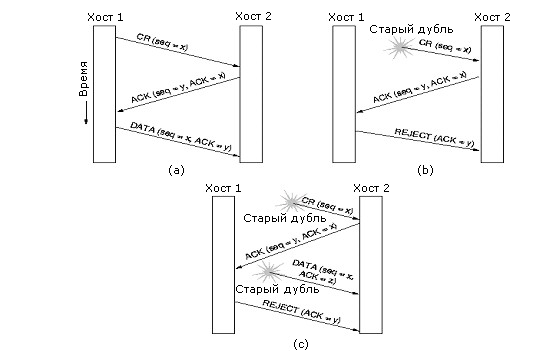 Хост 1
Хост 2
Время
CR (seq = x)
ACK (seq = y, ACK = x)
DATA (seq = x, ACK = y)
(a)
Хост 1
Хост 2
Старый дубль
CR (seq = x)
ACK (seq = y, ACK = x)
REJECT (ACK = y)
(b)
Хост 1
Хост 2
CR (seq = x)
Старый дубль
ACK (seq = y, ACK = x)
DATA (seq = x,
ACK = z)
Старый дубль
REJECT (ACK = y)
(c)